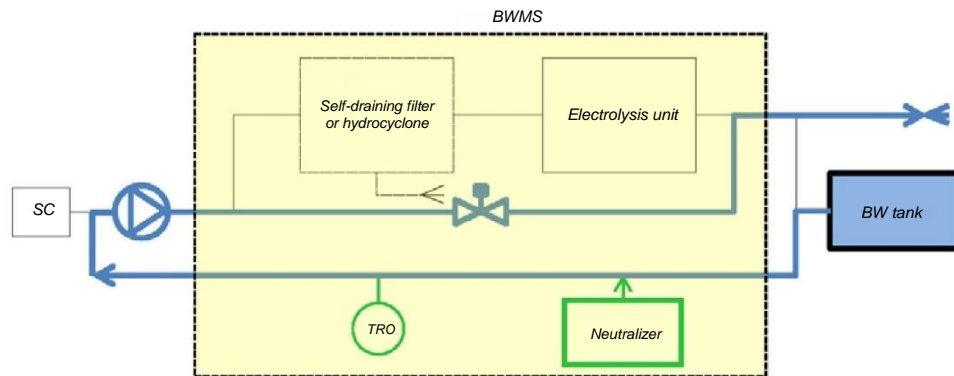 BWMS
Self-draining filter
or hydrocyclone
Electrolysis unit
SC
BW tank
TRO
Neutralizer